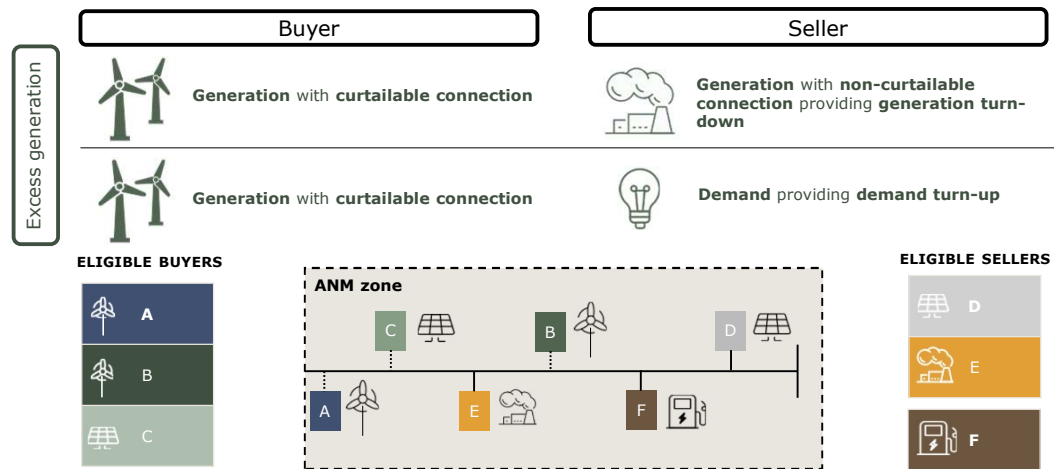 Buyer
Seller
Excess generation
Generation with curtailable connection
Generation with non-curtailable
connection providing generation turn-
down
Generation with curtailable connection
Demand providing demand turn-up
ELIGIBLE BUYERS
A
B
C
ANM zone
C
B
D
A
E
F
ELIGIBLE SELLERS
D
E
F